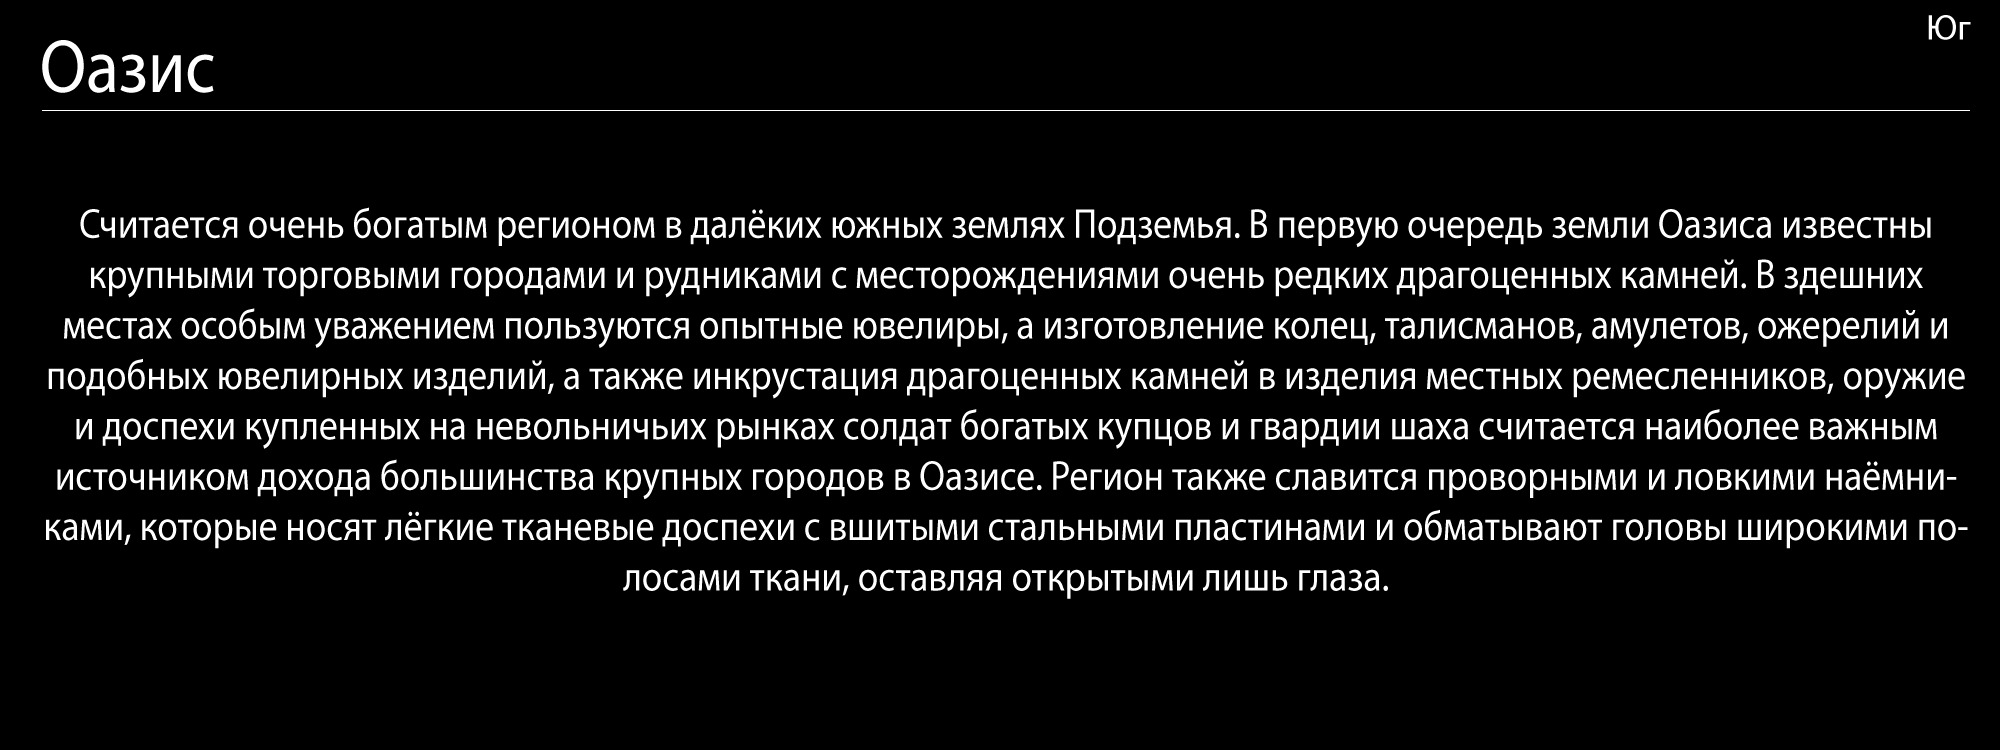 Юг
Оазис
Считается очень богатым регионом в далёких южных землях Подземья. В первую очередь земли Оазиса известны
крупными торговыми городами и рудниками с месторождениями очень редких драгоценных камней. В здешних
местах особым уважением пользуются опытные ювелиры, а изготовление колец, талисманов, амулетов, ожерелий и
подобных ювелирных изделий, а также инкрустация драгоценных камней в изделия местных ремесленников, оружие
и доспехи купленных на невольничьих рынках солдат богатых купцов и гвардии шаха считается наиболее важным
источником дохода большинства крупных городов в Оазисе. Регион также славится проворными и ловкими наёмни-
ками, которые носят лёгкие тканевые доспехи с вшитыми стальными пластинами и обматывают головы широкими по-
лосами ткани, оставляя открытыми лишь глаза.